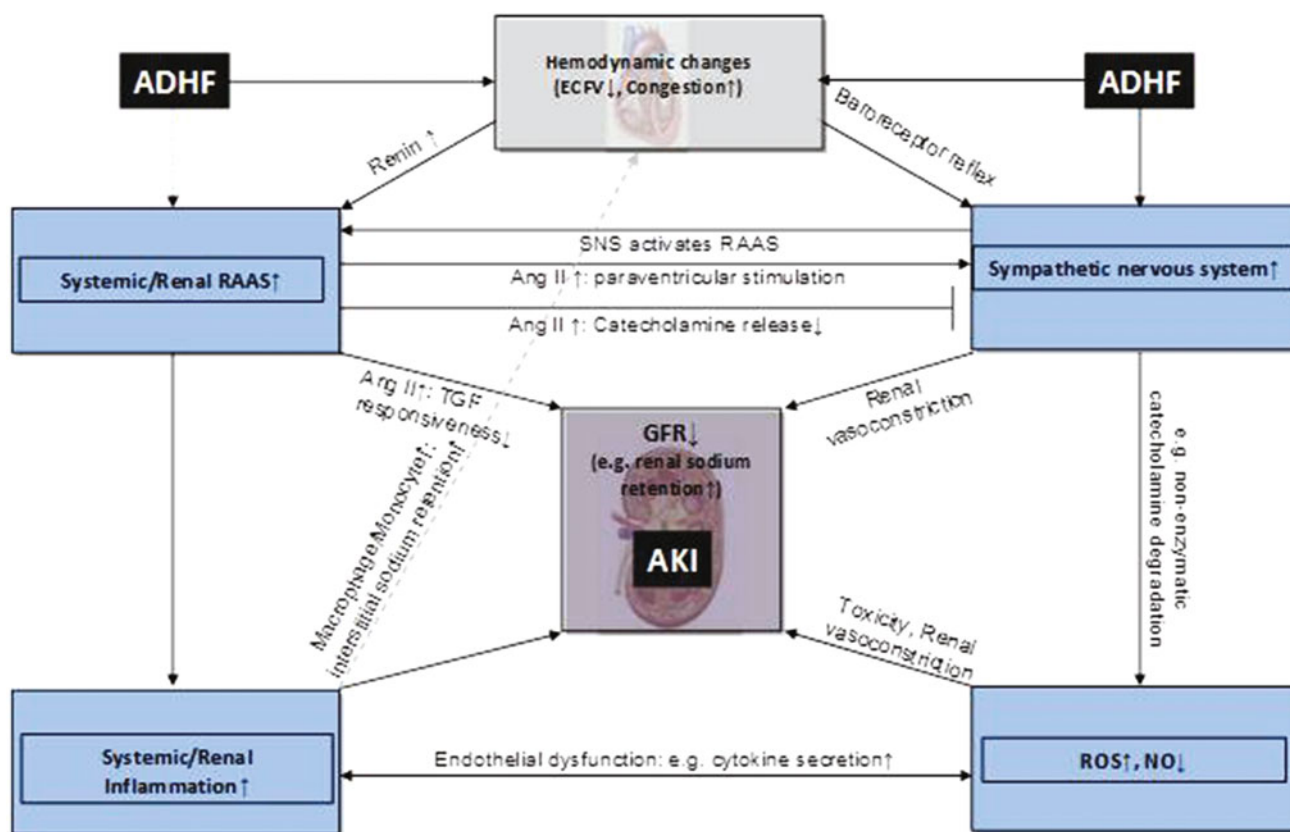 Hemodynamic changes
(ECFV↓, Congestion↑)
ADHF
ADHF
Renin ↑
Baroreceptor reflex
SNS activates RAAS
Systemic/Renal RAAS↑
Ang II ↑: paraventricular stimulation
Sympathetic nervous system↑
Ang II ↑: Catecholamine release↓
Ang II↑: TGF
responsiveness↓
Renal
vasoconstriction
GFR↓
(e.g. renal sodium
retention↑)
AKI
e.g. non-enzymatic
catecholamine degradation
Macrophage/Monocyte↑:
interstitial sodium retention↑
Toxicity, Renal
vasoconstriction
Systemic/Renal
Inflammation↑
Endothelial dysfunction: e.g. cytokine secretion↑
ROS↑, NO↓